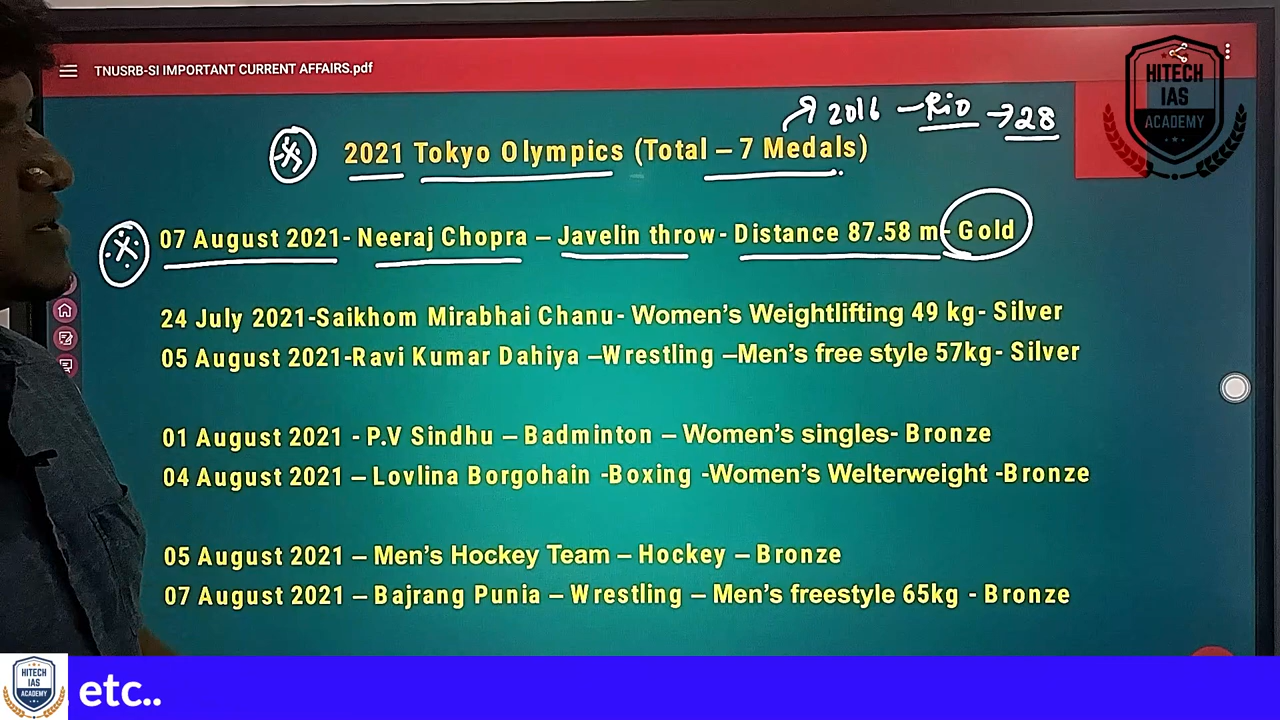 TNUSRB-SI IMPORTANT CURRENT AFFAIRS.pdf
HITECH
IAS
ACADEMY
2016 – Rio → 28
2021 Tokyo Olympics (Total – 7 Medals)
07 August 2021- Neeraj Chopra – Javelin throw- Distance 87.58 m- Gold
24 July 2021-Saikhom Mirabhai Chanu- Women's Weightlifting 49 kg- Silver
05 August 2021-Ravi Kumar Dahiya –Wrestling –Men's free style 57kg- Silver
01 August 2021 - P.V Sindhu – Badminton – Women's singles- Bronze
04 August 2021 – Lovlina Borgohain -Boxing -Women's Welterweight -Bronze
05 August 2021 – Men's Hockey Team – Hockey – Bronze
07 August 2021 – Bajrang Punia – Wrestling – Men's freestyle 65kg - Bronze
HITECH
IAS
ACADEMY
etc..